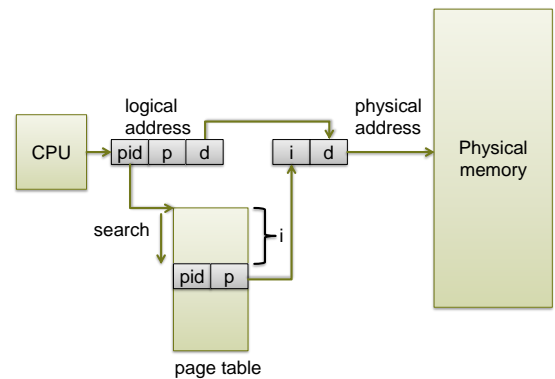 logical
address
physical
address
CPU
pid p d
i d
Physical
memory
search
i
pid p
page table